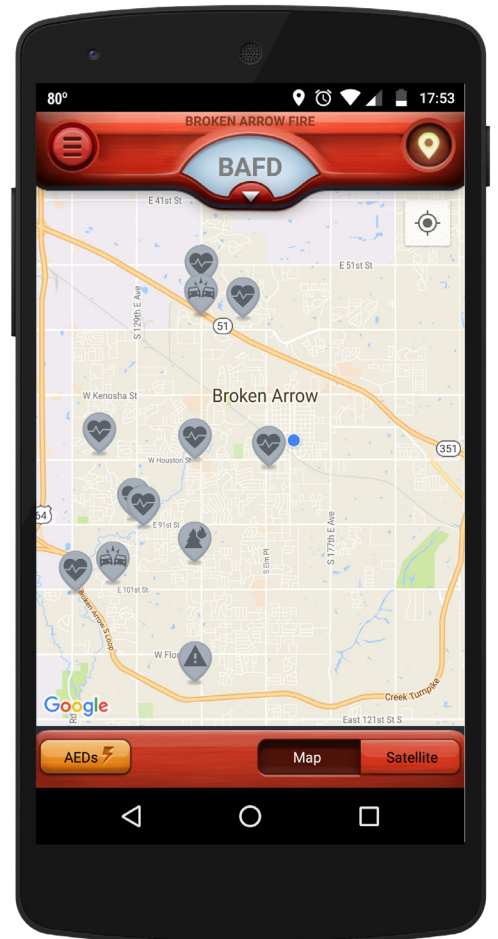 80°
17:53
BROKEN ARROW FIRE
BAFD
E 41st St
E 51st St
S 129th E Ave
51
W Kenosha St
Broken Arrow
351
W Houston St
64
E 91st St
S 177th E Ave
S Elm Pl
E 101st St
Broken Arrow S Loop
W Flor
Creek Turnpike
Google
Rd
East 121st St S
AEDs
Map
Satellite